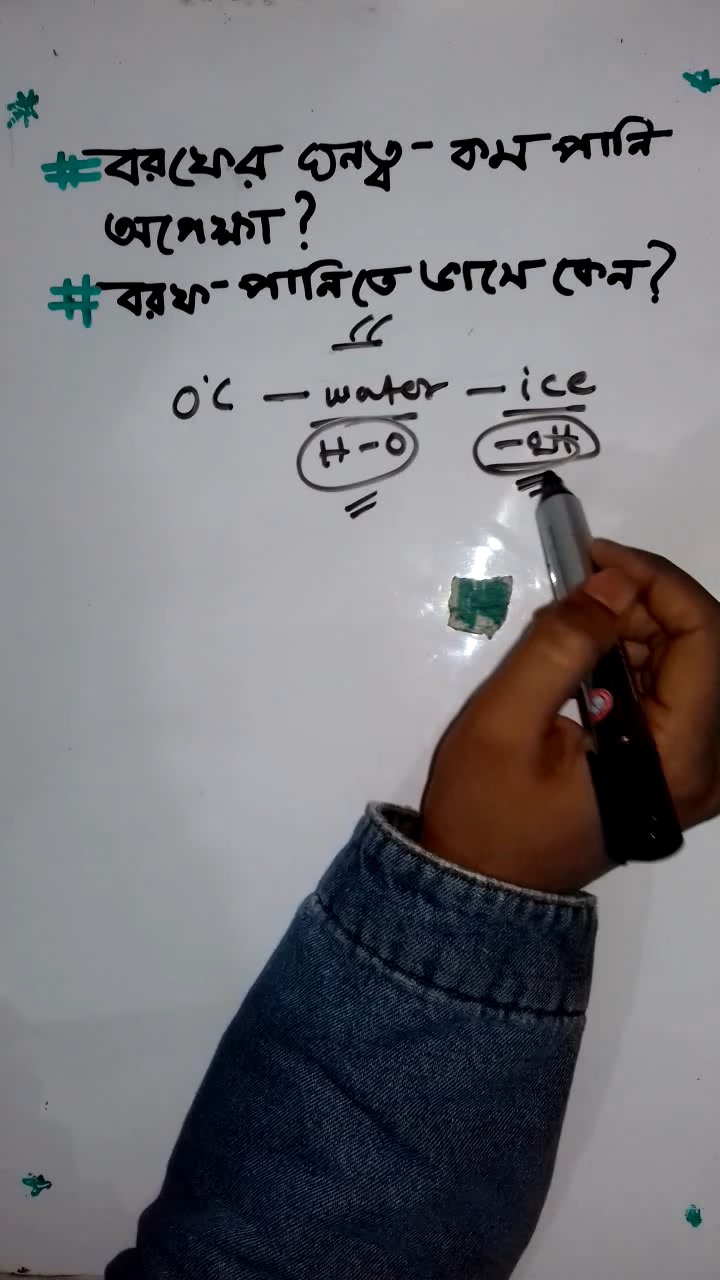 # বরফের ঘনত্ব - কম পানি
অপেক্ষা?
# বরফ - পানিতে ভাসে কেন?
0°C — water — ice
H-O